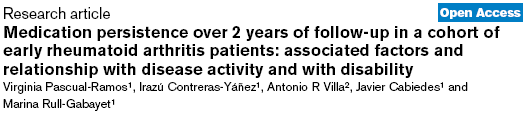 Research article
Open Access
Medication persistence over 2 years of follow-up in a cohort of
early rheumatoid arthritis patients: associated factors and
relationship with disease activity and with disability
Virginia Pascual-Ramos¹, Irazú Contreras-Yáñez¹, Antonio R Villa², Javier Cabiedes¹ and
Marina Rull-Gabayet¹